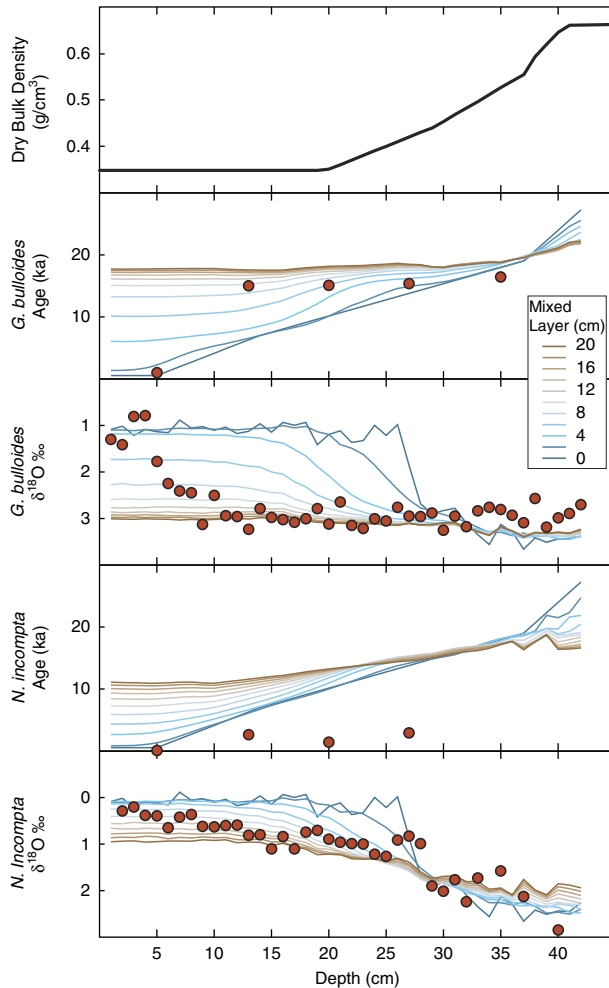 Dry Bulk Density
(g/cm³)
0.6
0.5
0.4
G. bulloides
Age (ka)
20
10
Mixed
Layer (cm)
20
16
12
8
4
0
G. bulloides
δ¹⁸O ‰
1
2
3
N. incompta
Age (ka)
20
10
N. Incompta
δ¹⁸O ‰
0
1
2
5
10
15
20
25
30
35
40
Depth (cm)